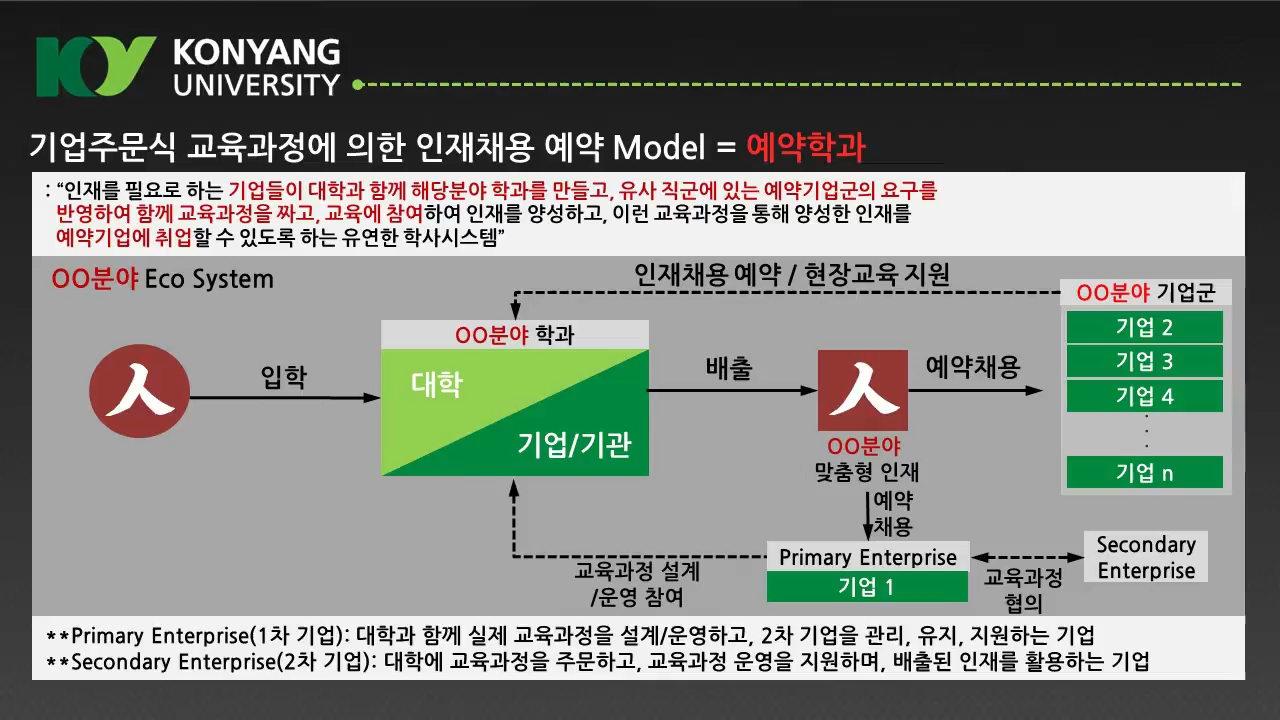 KONYANG
UNIVERSITY
기업주문식 교육과정에 의한 인재채용 예약 Model = 예약학과
: “인재를 필요로 하는 기업들이 대학과 함께 해당분야 학과를 만들고, 유사 직군에 있는 예약기업군의 요구를
반영하여 함께 교육과정을 짜고, 교육에 참여하여 인재를 양성하고, 이런 교육과정을 통해 양성한 인재를
예약기업에 취업할 수 있도록 하는 유연한 학사시스템”
OO분야 Eco System
인재채용 예약 / 현장교육 지원
OO분야 기업군
기업 2
기업 3
기업 4
기업 n
OO분야 학과
대학
기업/기관
人
입학
배출
人
예약채용
OO분야
맞춤형 인재
예약
채용
Primary Enterprise
기업 1
Secondary
Enterprise
교육과정 설계
/운영 참여
교육과정
협의
**Primary Enterprise(1차 기업): 대학과 함께 실제 교육과정을 설계/운영하고, 2차 기업을 관리, 유지, 지원하는 기업
**Secondary Enterprise(2차 기업): 대학에 교육과정을 주문하고, 교육과정 운영을 지원하며, 배출된 인재를 활용하는 기업